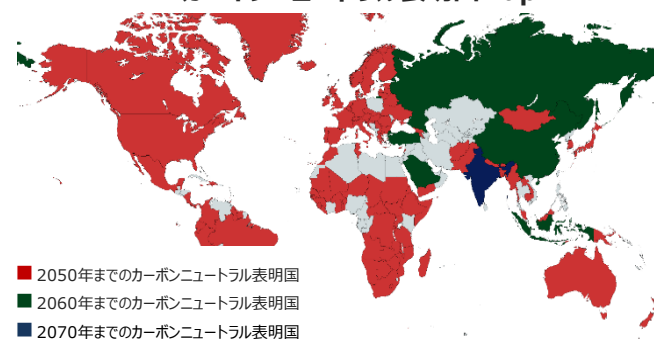 ■ 2050年までのカーボンニュートラル表明国
■ 2060年までのカーボンニュートラル表明国
■ 2070年までのカーボンニュートラル表明国